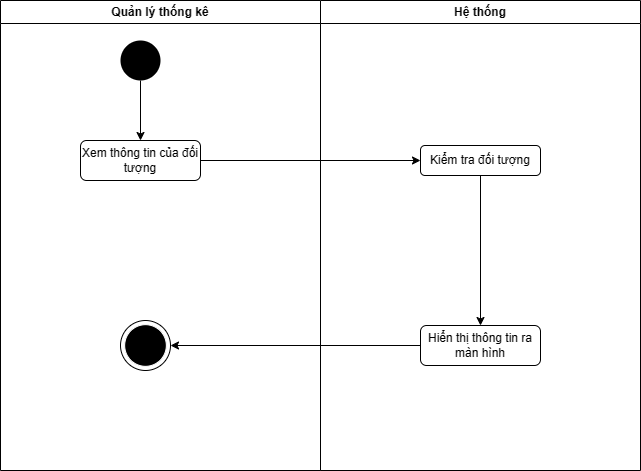 Quản lý thống kê
Hệ thống
Xem thông tin của đối
tượng
Kiểm tra đối tượng
Hiển thị thông tin ra
màn hình